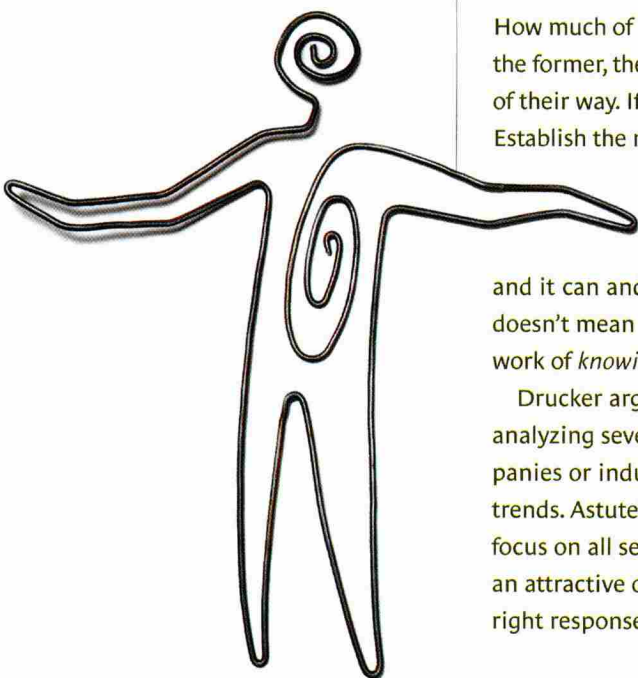 How much of
the former, the
of their way. If
Establish the
and it can and
doesn't mean
work of knowi
Drucker arg
analyzing seve
panies or indu
trends. Astute
focus on all se
an attractive
right response